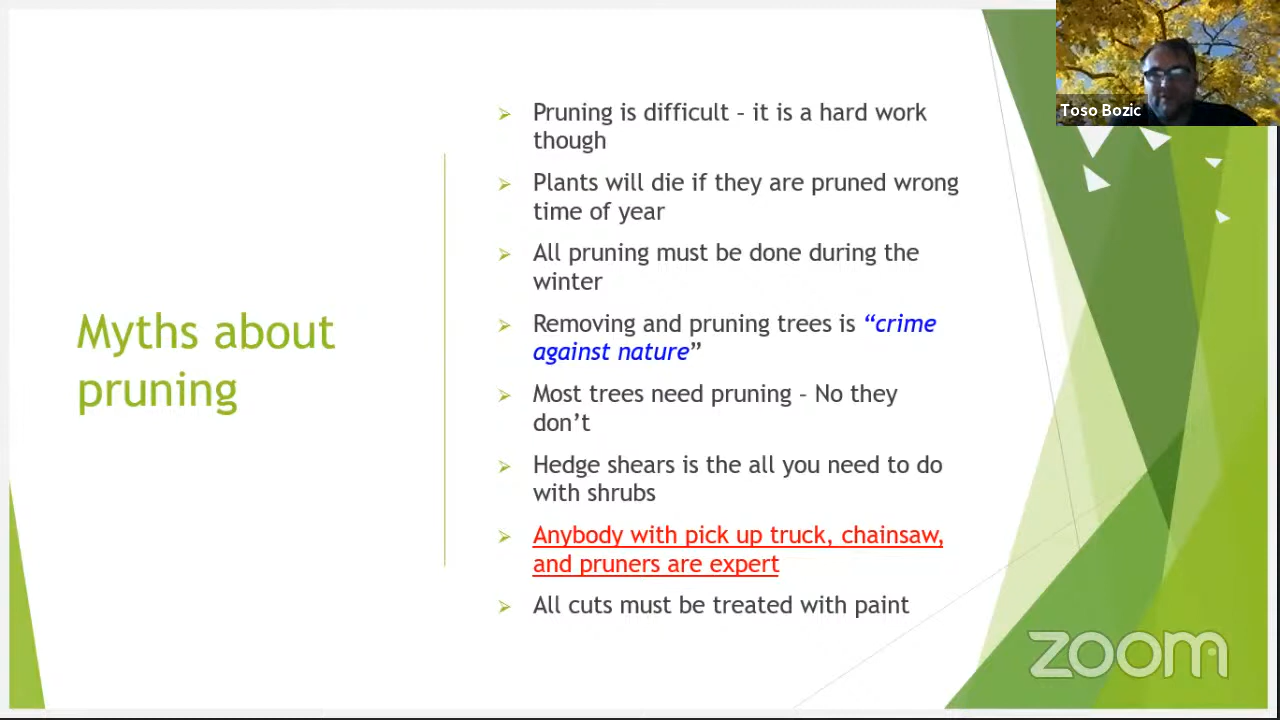 Toso Bozic
Myths about
pruning
Pruning is difficult – it is a hard work
though
Plants will die if they are pruned wrong
time of year
All pruning must be done during the
winter
Removing and pruning trees is “crime
against nature”
Most trees need pruning – No they
don’t
Hedge shears is the all you need to do
with shrubs
Anybody with pick up truck, chainsaw,
and pruners are expert
All cuts must be treated with paint
zoom